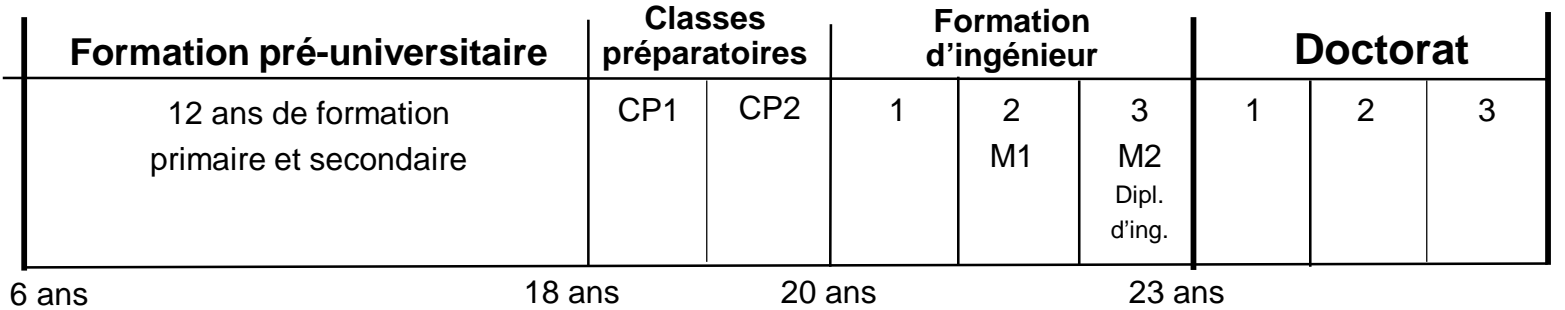 Formation pré-universitaire
Classes
préparatoires
Formation
d'ingénieur
Doctorat
12 ans de formation
primaire et secondaire
CP1
CP2
1
2
M1
3
M2
Dipl.
d'ing.
1
2
3
6 ans
18 ans
20 ans
23 ans